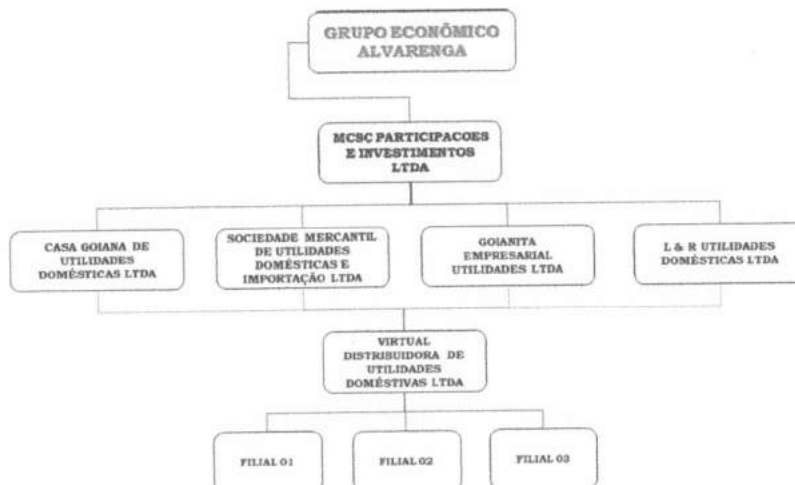 GRUPO ECONÔMICO
ALVARENGA
MCSC PARTICIPACOES
E INVESTIMENTOS
LTDA
CASA GOIANA DE
UTILIDADES
DOMÉSTICAS LTDA
SOCIEDADE MERCANTIL
DE UTILIDADES
DOMÉSTICAS E
IMPORTAÇÃO LTDA
GOIANITA
EMPRESARIAL
UTILIDADES LTDA
L & R UTILIDADES
DOMÉSTICAS LTDA
VIRTUAL
DISTRIBUIDORA DE
UTILIDADES
DOMÉSTIVAS LTDA
FILIAL 01
FILIAL 02
FILIAL 03